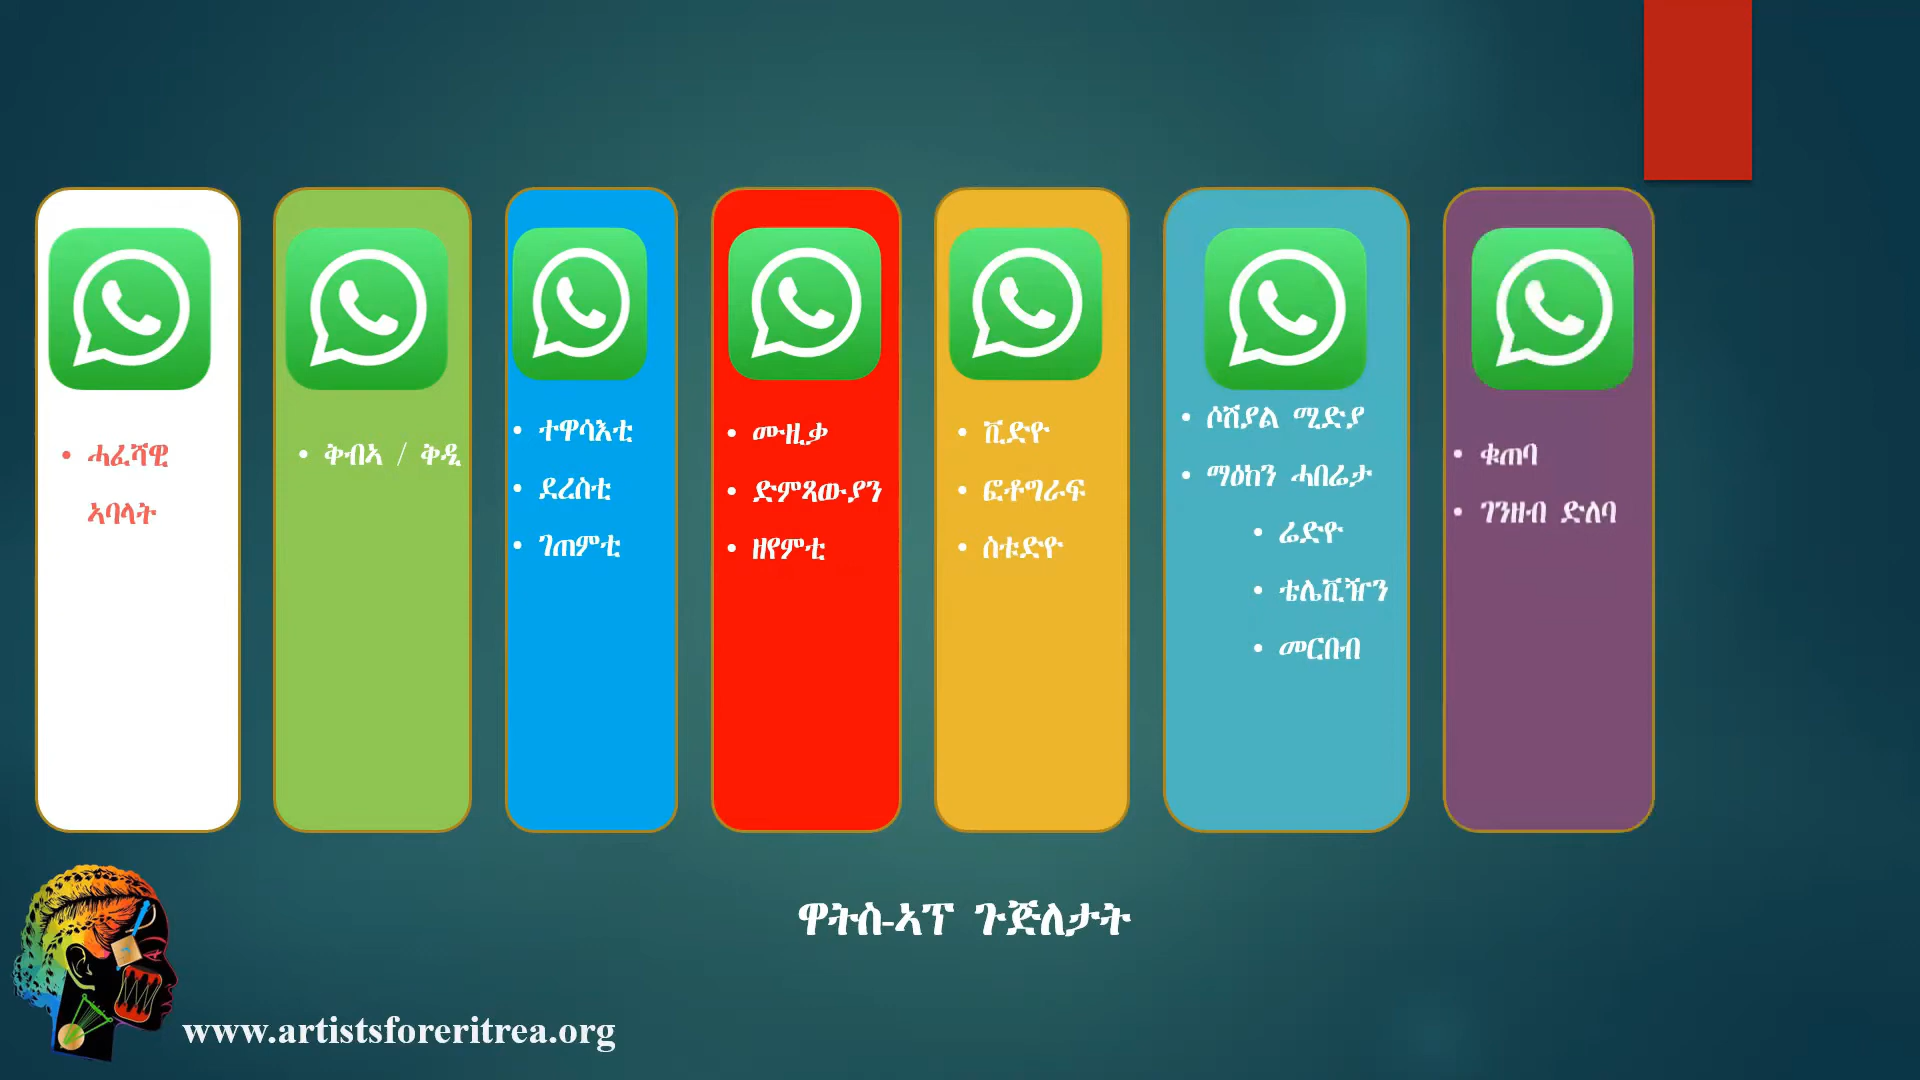 • ሓፈሻዊ
ኣባላት
• ቅብኣ / ቅዲ
• ተዋሳእቲ
• ደረስቲ
• ገጠምቲ
• ሙዚቃ
• ድምጻውያን
• ዘየምቲ
• ቪድዮ
• ፎቶግራፍ
• ስቱድዮ
• ሶሽያል ሚድያ
• ማዕከን ሓበሬታ
• ሬድዮ
• ቴሌቪዥን
• መርበብ
• ቁጠባ
• ገንዘብ ድለባ
ዋትስ-ኣፕ ጉጅለታት
www.artistsforeritrea.org